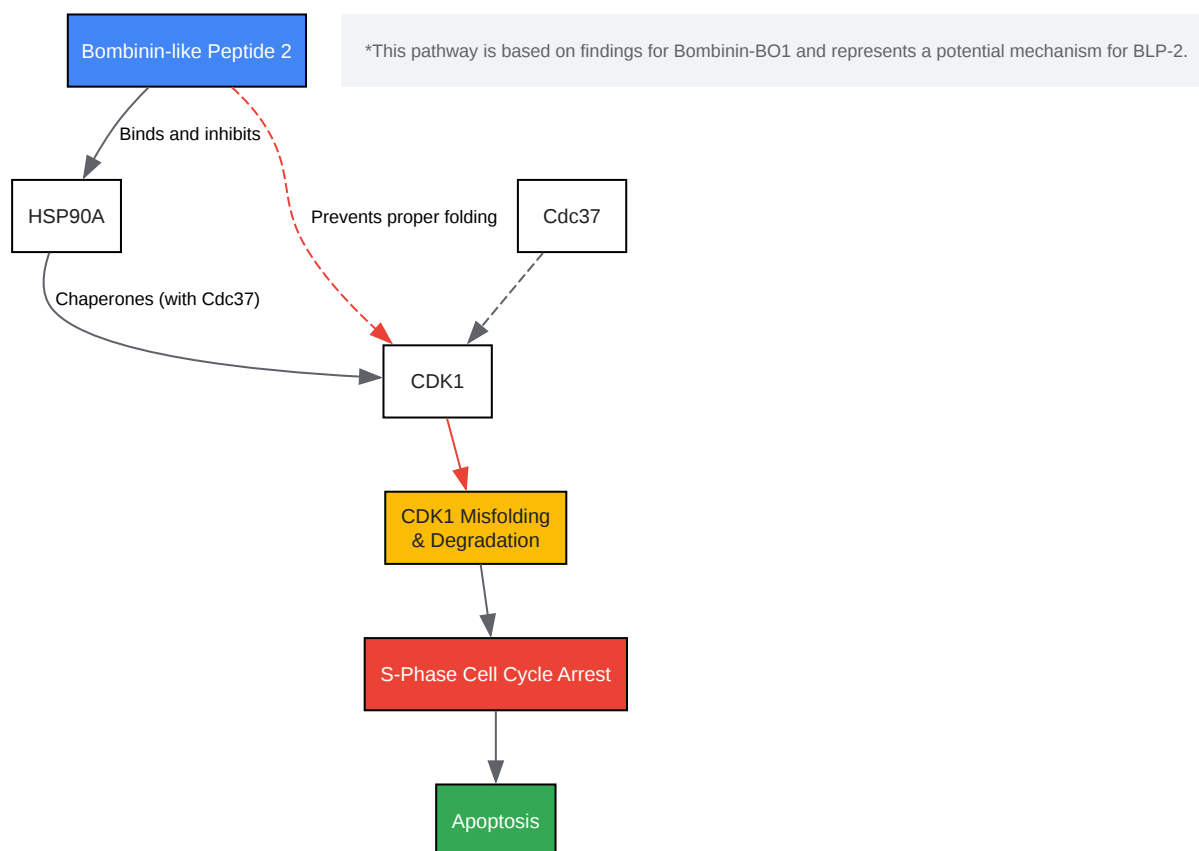 Bombinin-like Peptide 2
*This pathway is based on findings for Bombinin-BO1 and represents a potential mechanism for BLP-2.
Binds and inhibits
HSP90A
Prevents proper folding
Cdc37
Chaperones (with Cdc37)
CDK1
CDK1 Misfolding
& Degradation
S-Phase Cell Cycle Arrest
Apoptosis